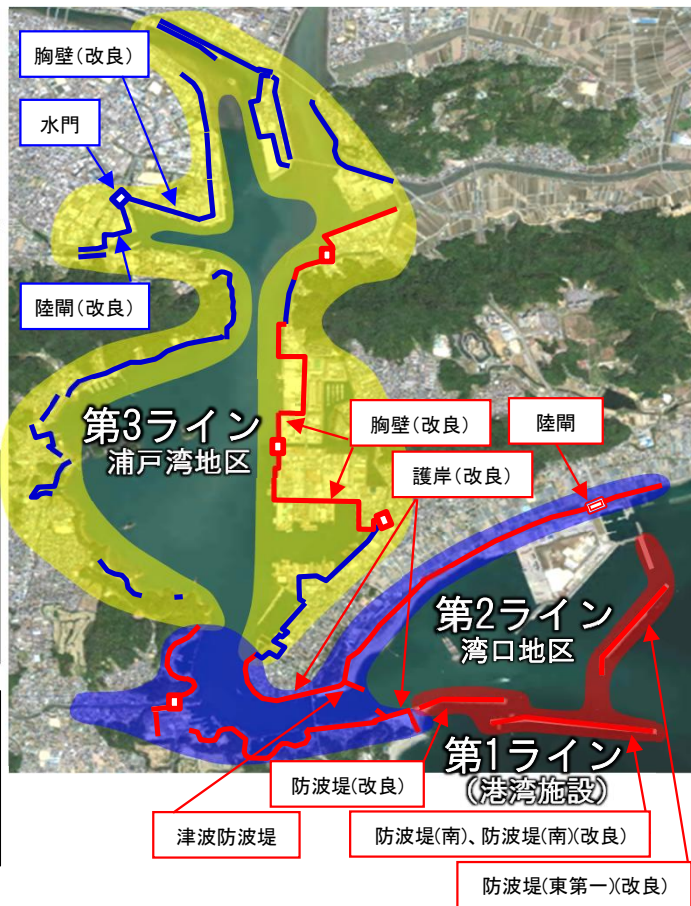 胸壁(改良)
水門
陸閘(改良)
第3ライン
浦戸湾地区
胸壁(改良)
陸閘
護岸(改良)
第2ライン
湾口地区
第1ライン
(港湾施設)
防波堤(改良)
津波防波堤
防波堤(南)、防波堤(南)(改良)
防波堤(東第一)(改良)